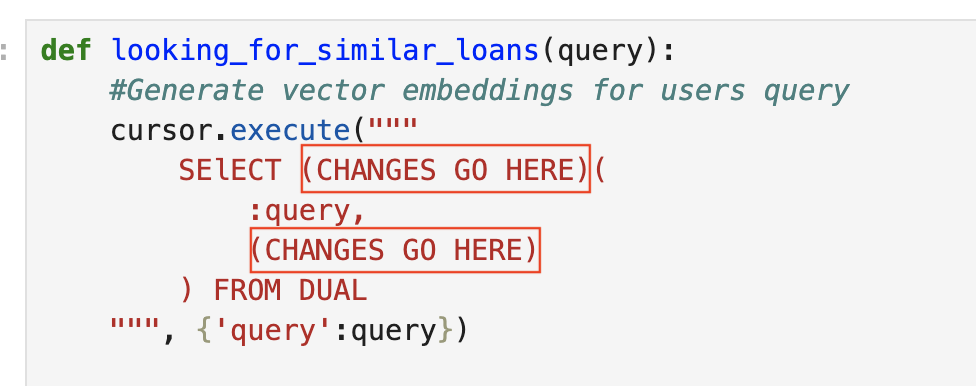 :
def looking_for_similar_loans(query):
#Generate vector embeddings for users query
cursor.execute("""
SElECT (CHANGES GO HERE)(
:query,
(CHANGES GO HERE)
) FROM DUAL
""", {'query':query})